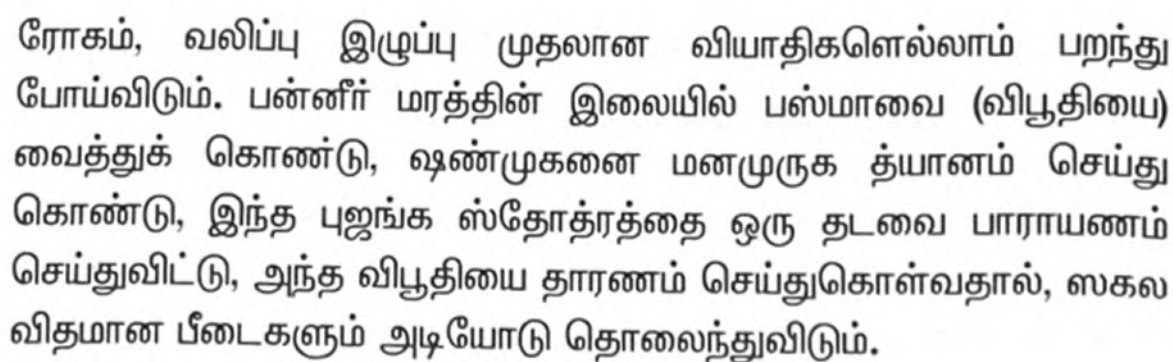 ரோகம், வலிப்பு இழுப்பு முதலான வியாதிகளெல்லாம் பறந்து
போய்விடும். பன்னீர் மரத்தின் இலையில் பஸ்மாவை (விபூதியை)
வைத்துக் கொண்டு, ஷண்முகனை மனமுருக த்யானம் செய்து
கொண்டு, இந்த புஜங்க ஸ்தோத்ரத்தை ஒரு தடவை பாராயணம்
செய்துவிட்டு, அந்த விபூதியை தாரணம் செய்துகொள்வதால், ஸகல
விதமான பீடைகளும் அடியோடு தொலைந்துவிடும்.